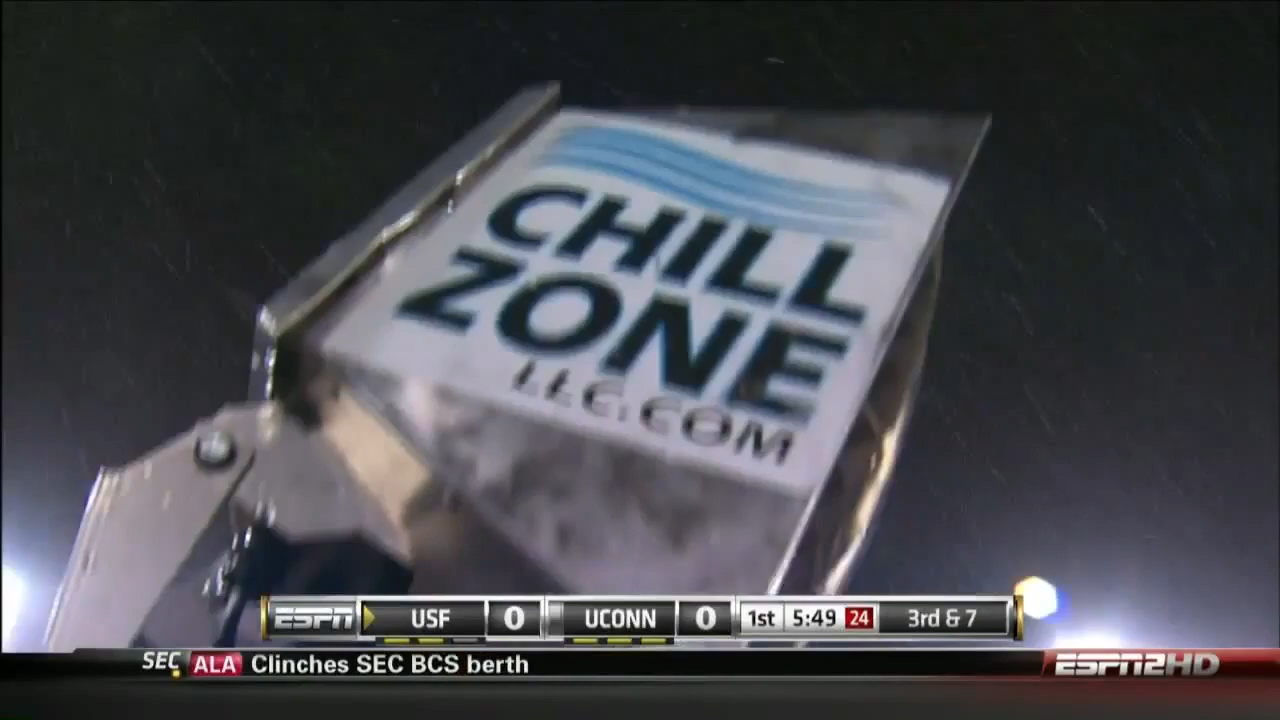 CHILL
ZONE
LLC.COM
ESPN USF 0 UCONN 0 1st 5:49 24 3rd & 7
SEC ALA Clinches SEC BCS berth ESPN2HD